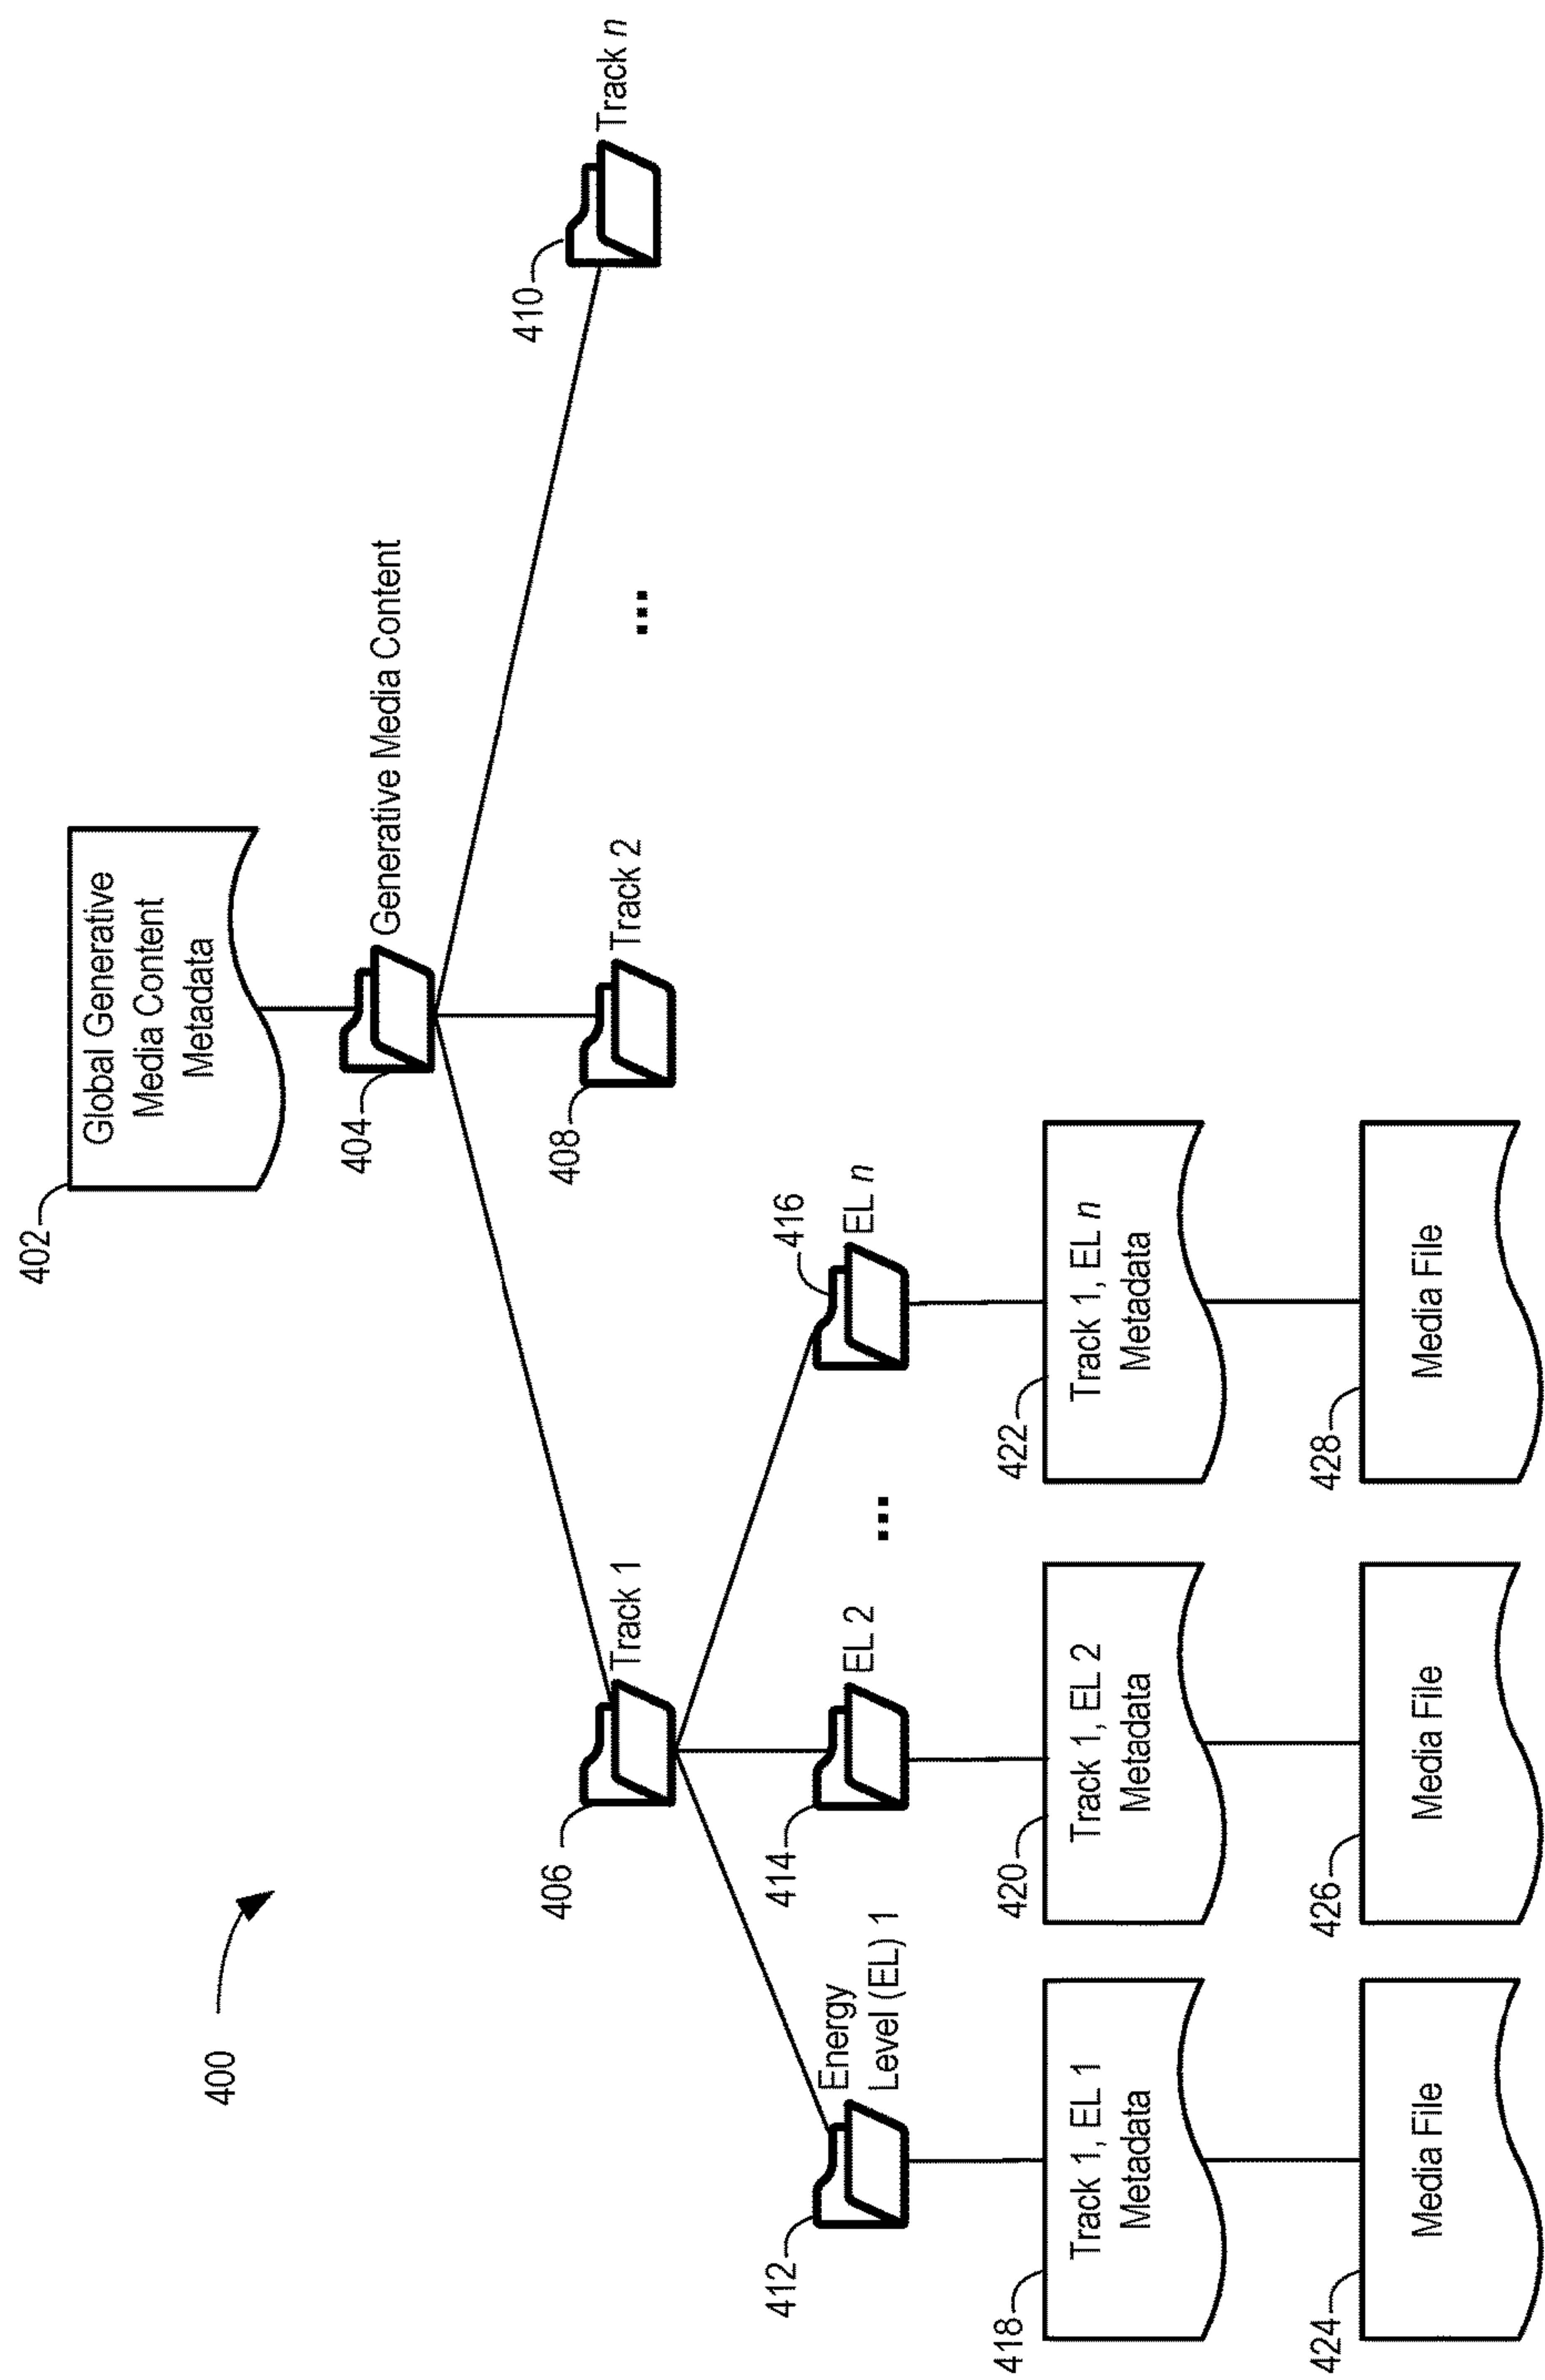 400
402
Global Generative
Media Content
Metadata
404
Generative Media Content
406
Track 1
408
Track 2
...
410
Track n
412
Energy
Level (EL) 1
414
EL 2
...
416
EL n
418
Track 1, EL 1
Metadata
420
Track 1, EL 2
Metadata
422
Track 1, EL n
Metadata
424
Media File
426
Media File
428
Media File